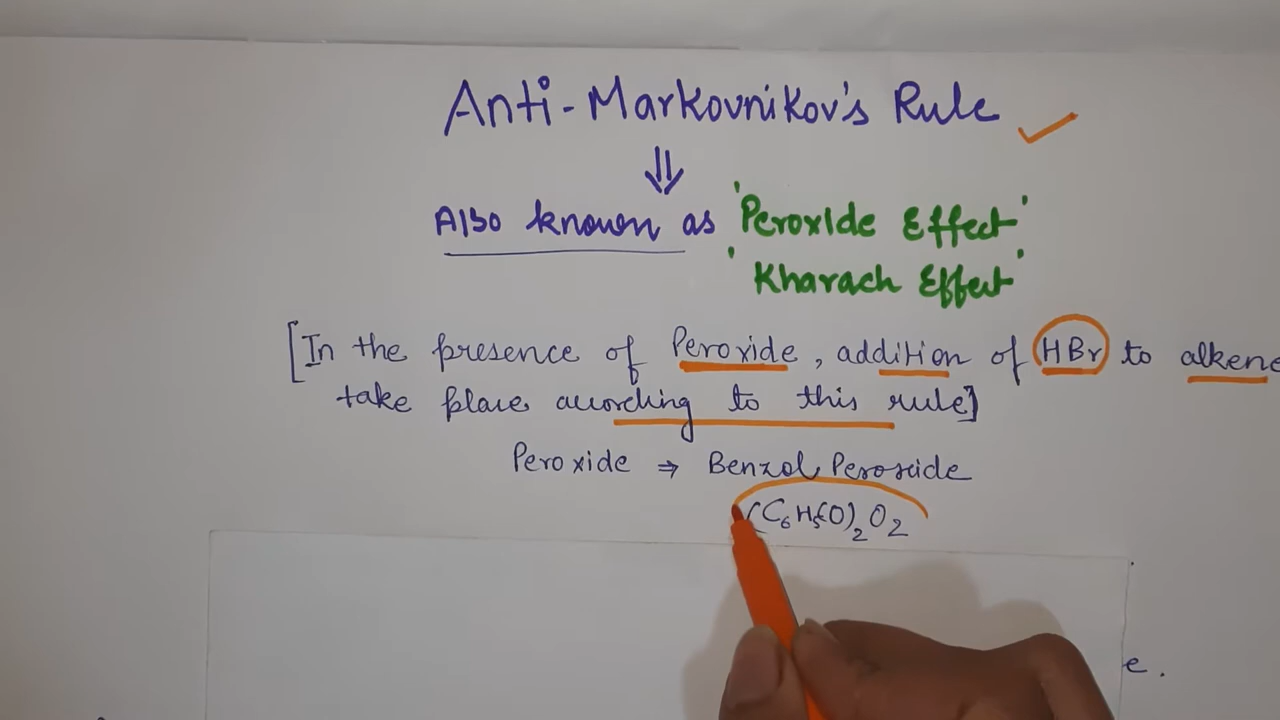 Anti-Markovnikov's Rule
Also known as 'Peroxide Effect'
'Kharach Effect'
[In the presence of Peroxide, addition of HBr to alkene
take place according to this rule]
Peroxide ⇒ Benzol Peroxide
(C₆H₅CO)₂O₂
e.